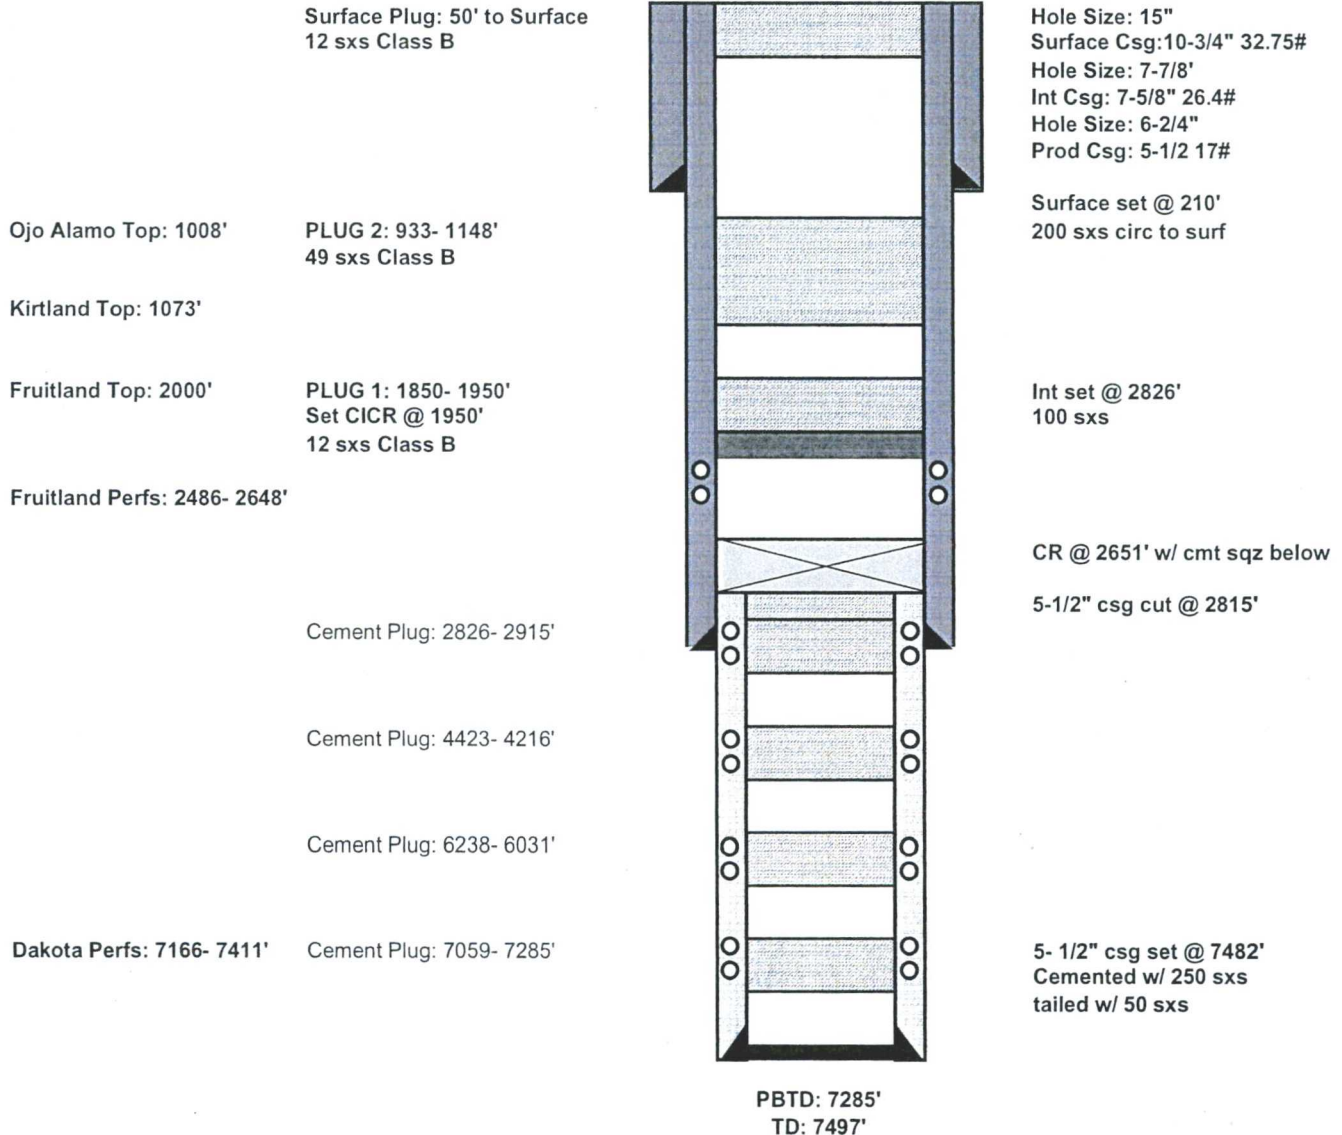 Surface Plug: 50' to Surface
12 sxs Class B
Hole Size: 15"
Surface Csg:10-3/4" 32.75#
Hole Size: 7-7/8'
Int Csg: 7-5/8" 26.4#
Hole Size: 6-2/4"
Prod Csg: 5-1/2 17#
Surface set @ 210'
200 sxs circ to surf
Ojo Alamo Top: 1008'
PLUG 2: 933- 1148'
49 sxs Class B
Kirtland Top: 1073'
Fruitland Top: 2000'
PLUG 1: 1850- 1950'
Set CICR @ 1950'
12 sxs Class B
Int set @ 2826'
100 sxs
Fruitland Perfs: 2486- 2648'
CR @ 2651' w/ cmt sqz below
5-1/2" csg cut @ 2815'
Cement Plug: 2826- 2915'
Cement Plug: 4423- 4216'
Cement Plug: 6238- 6031'
Dakota Perfs: 7166- 7411'
Cement Plug: 7059- 7285'
5- 1/2" csg set @ 7482'
Cemented w/ 250 sxs
tailed w/ 50 sxs
PBTD: 7285'
TD: 7497'